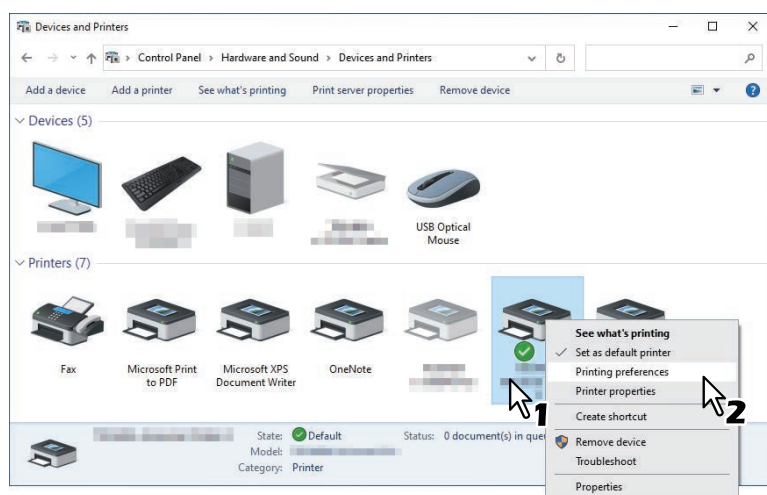 Devices and Printers
Control Panel > Hardware and Sound > Devices and Printers
Add a device Add a printer See what's printing Print server properties Remove device
Devices (5)
USB Optical
Mouse
Printers (7)
Fax
Microsoft Print
to PDF
Microsoft XPS
Document Writer
OneNote
See what's printing
Set as default printer
Printing preferences
Printer properties
Create shortcut
Remove device
Troubleshoot
Properties
1
2
State: Default Status: 0 document(s) in que
Model:
Category: Printer